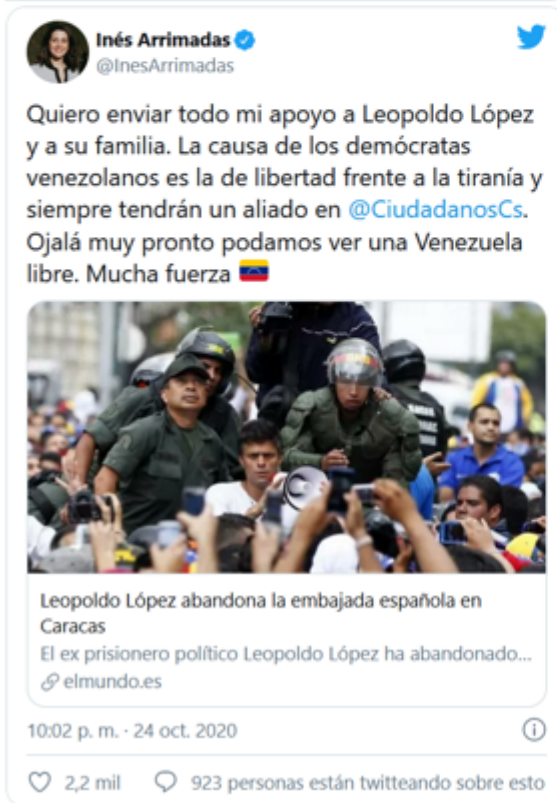 Inés Arrimadas
@InesArrimadas
Quiero enviar todo mi apoyo a Leopoldo López
y a su familia. La causa de los demócratas
venezolanos es la de libertad frente a la tiranía y
siempre tendrán un aliado en @CiudadanosCs.
Ojalá muy pronto podamos ver una Venezuela
libre. Mucha fuerza 🇻🇪
Leopoldo López abandona la embajada española en
Caracas
El ex prisionero político Leopoldo López ha abandonado...
elmundo.es
10:02 p. m. · 24 oct. 2020
2,2 mil 923 personas están twitteando sobre esto